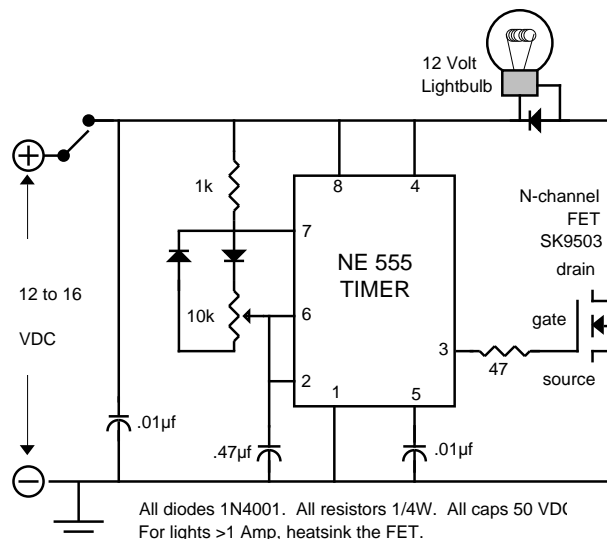 12 Volt
Lightbulb
1k
8
4
N-channel
FET
SK9503
7
NE 555
TIMER
drain
12 to 16
VDC
10k
6
gate
3
47
2
source
1
5
.01µf
.47µf
.01µf
All diodes 1N4001. All resistors 1/4W. All caps 50 VDC
For lights >1 Amp, heatsink the FET.